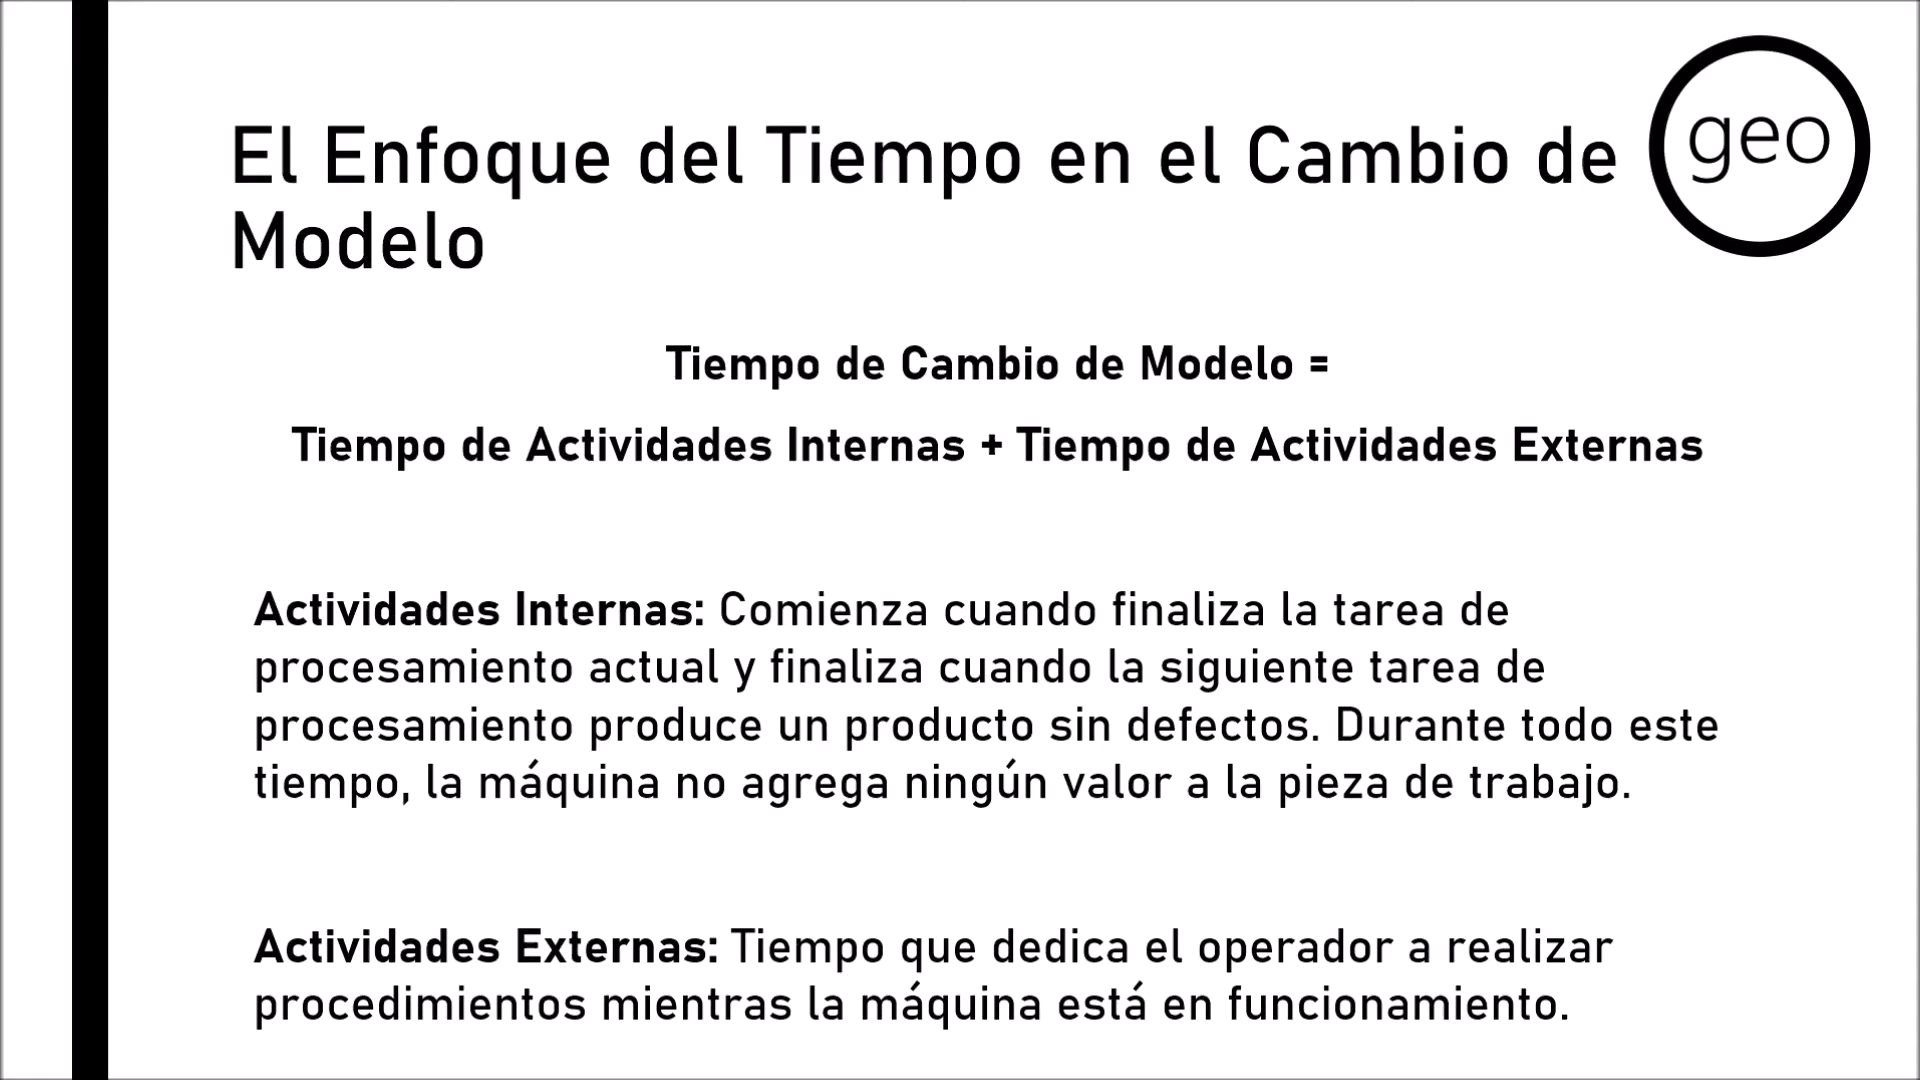 El Enfoque del Tiempo en el Cambio de
Modelo
geo
Tiempo de Cambio de Modelo =
Tiempo de Actividades Internas + Tiempo de Actividades Externas
Actividades Internas: Comienza cuando finaliza la tarea de
procesamiento actual y finaliza cuando la siguiente tarea de
procesamiento produce un producto sin defectos. Durante todo este
tiempo, la máquina no agrega ningún valor a la pieza de trabajo.
Actividades Externas: Tiempo que dedica el operador a realizar
procedimientos mientras la máquina está en funcionamiento.